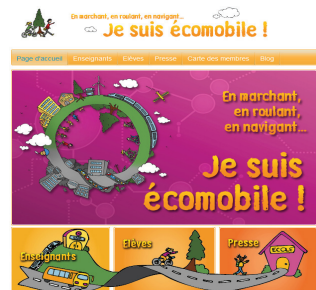 En marchant, en roulant, en navigant...
Je suis écomobile !
Page d'accueil Enseignants Elèves Presse Carte des membres Blog
En marchant,
en roulant,
en navigant...
Je suis
écomobile !
Enseignants
Elèves
Presse
ECOLE